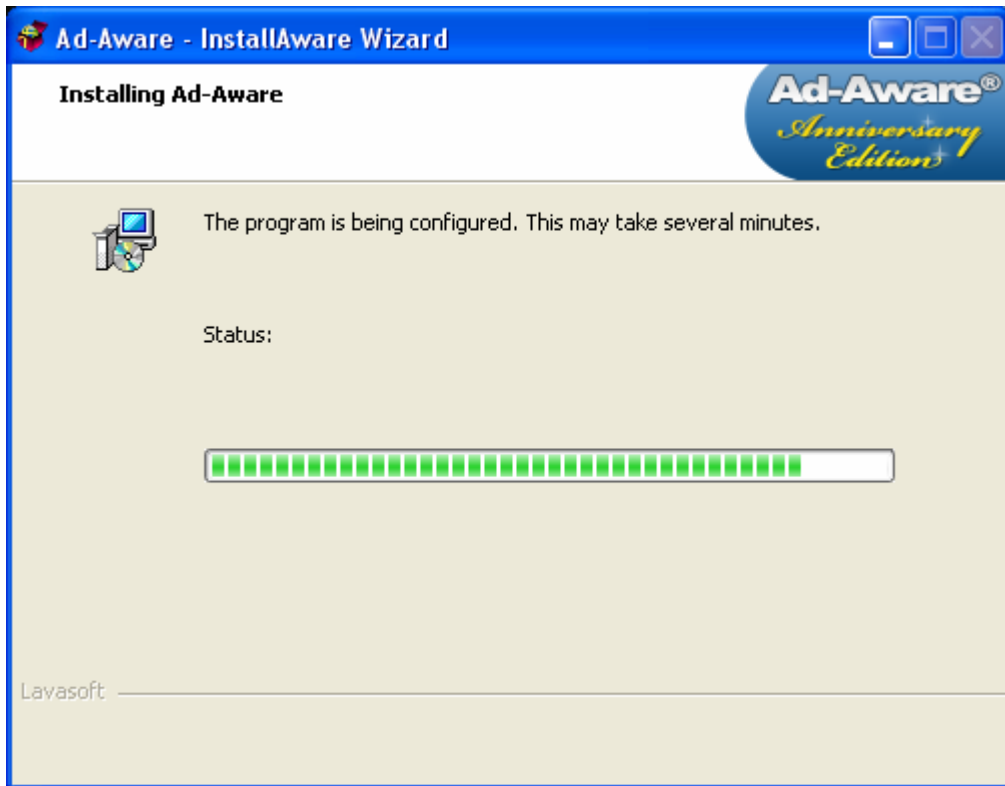 Ad-Aware - InstallAware Wizard
Installing Ad-Aware
Ad-Aware®
Anniversary
Edition
The program is being configured. This may take several minutes.
Status:
Lavasoft